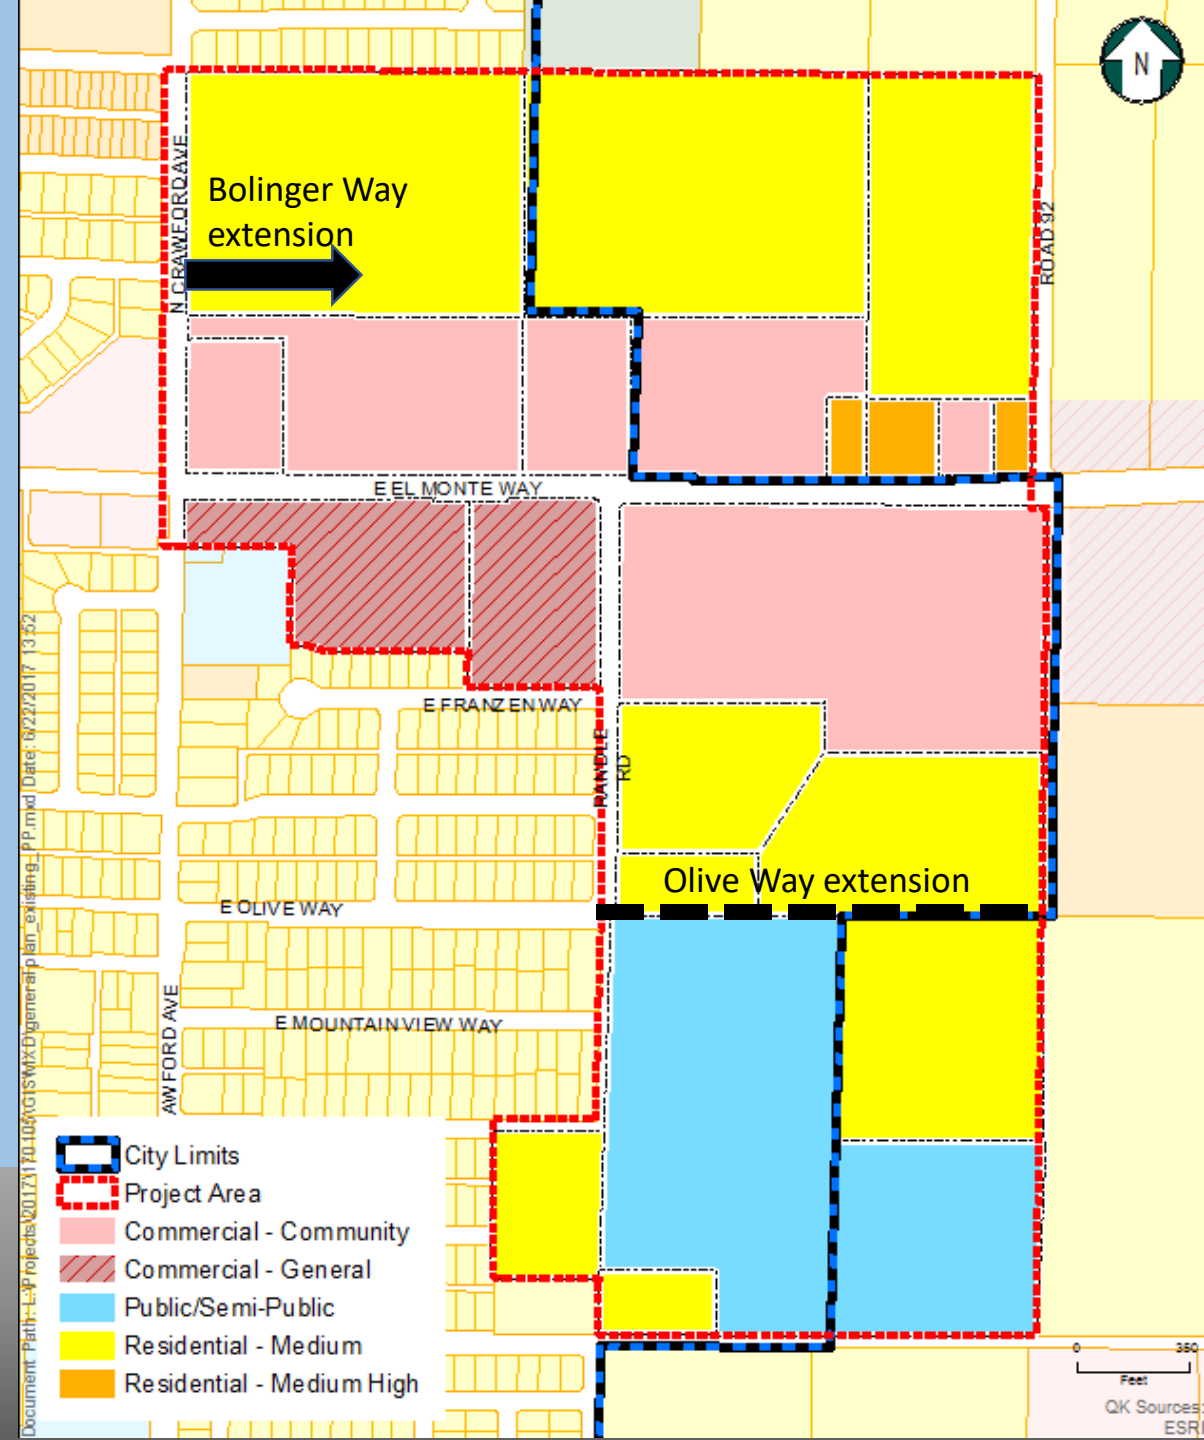 N
N CRAWFORD AVE
Bolinger Way
extension
ROAD 92
E EL MONTE WAY
E FRANZEN WAY
RANDLE
RD
Olive Way extension
E OLIVE WAY
E MOUNTAIN VIEW WAY
AWFORD AVE
City Limits
Project Area
Commercial - Community
Commercial - General
Public/Semi-Public
Residential - Medium
Residential - Medium High
0
350
Feet
QK Sources:
ESRI